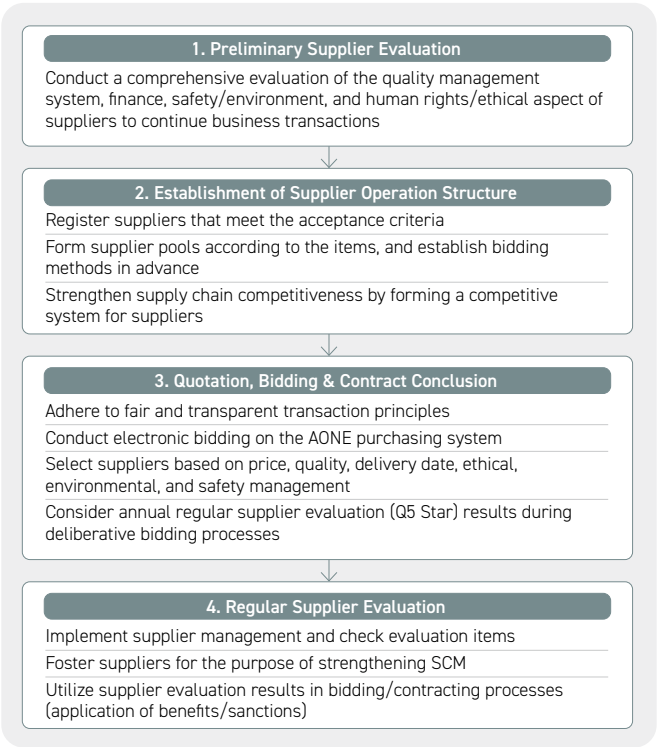 1. Preliminary Supplier Evaluation
Conduct a comprehensive evaluation of the quality management
system, finance, safety/environment, and human rights/ethical aspect of
suppliers to continue business transactions
2. Establishment of Supplier Operation Structure
Register suppliers that meet the acceptance criteria
Form supplier pools according to the items, and establish bidding
methods in advance
Strengthen supply chain competitiveness by forming a competitive
system for suppliers
3. Quotation, Bidding & Contract Conclusion
Adhere to fair and transparent transaction principles
Conduct electronic bidding on the AONE purchasing system
Select suppliers based on price, quality, delivery date, ethical,
environmental, and safety management
Consider annual regular supplier evaluation (Q5 Star) results during
deliberative bidding processes
4. Regular Supplier Evaluation
Implement supplier management and check evaluation items
Foster suppliers for the purpose of strengthening SCM
Utilize supplier evaluation results in bidding/contracting processes
(application of benefits/sanctions)